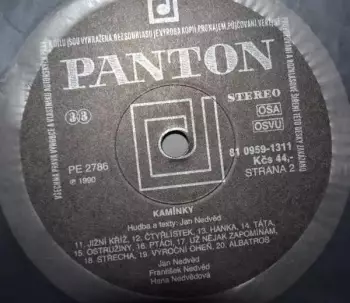 PANTON
STEREO
33
OSA
OSVU
PE 2786
℗ 1990
81 0959-1311
Kčs 44,-
STRANA 2
KAMÍNKY
Hudba a texty: Jan Nedvěd
11. JIŽNÍ KŘÍŽ, 12. ČTYŘLÍSTEK, 13. HANKA, 14. TÁTA,
15. OSTRUŽINY, 16. PTÁCI, 17. UŽ NĚJAK ZAPOMÍNÁM,
18. STŘECHA, 19. VÝROČNÍ OHEŇ, 20. ALBATROS
Jan Nedvěd
František Nedvěd
Hana Nedvědová